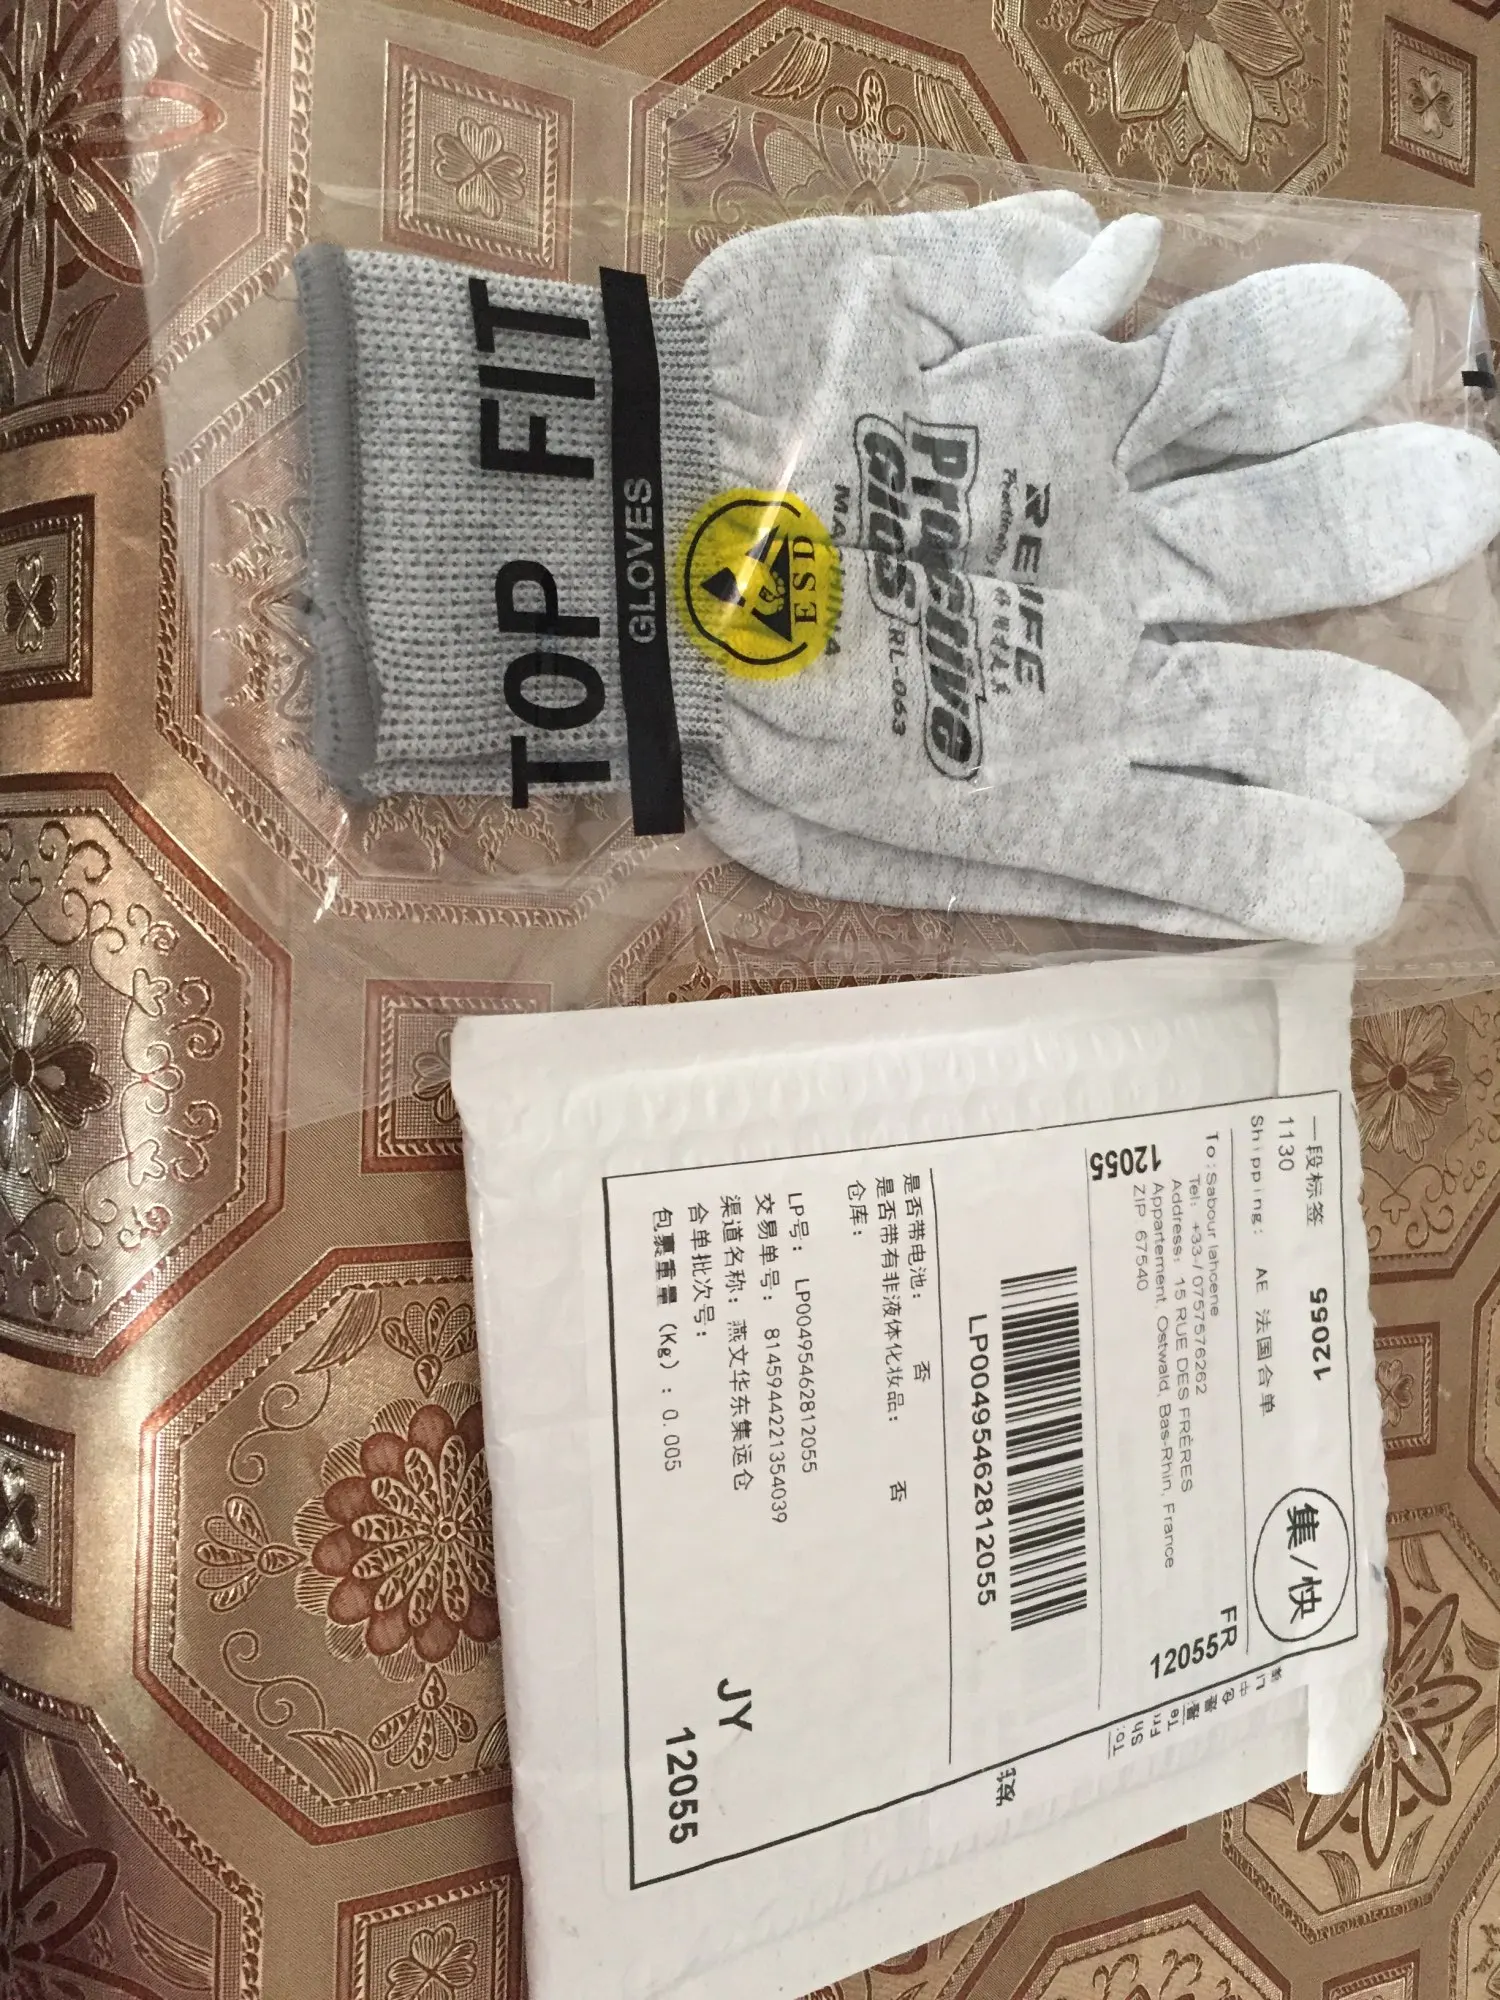 TOP FIT
GLOVES
ESD
REIFE
Protective
Glos
RL-063
一段标签
12055
1130
Shipping: AE 法国合单
集/快
To:Sabour lahcene
FR
Tel: +33-/0757576262
12055
Address: 15 RUE DES FRÈRES
Appartement, Ostwald, Bas-Rhin, France
ZIP 67540
12055
LP00495462812055
是否带电池: 否
是否带有非液体化妆品: 否
仓库:
LP号: LP00495462812055
交易单号: 8145944221354039
渠道名称: 燕文华东集运仓
合单批次号:
包裹重量 (Kg) : 0.005
JY
12055
To:
Sh
Fr
Te